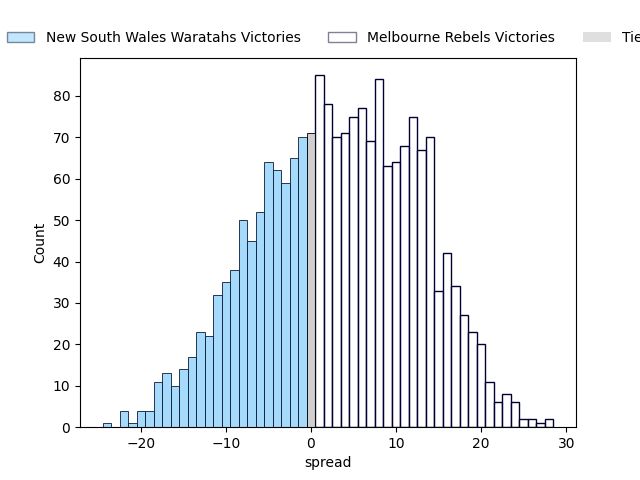 New South Wales Waratahs Victories Melbourne Rebels Victories Tie
80
70
60
50
40
30
20
10
0
Count
−20 −10 0 10 20 30
spread